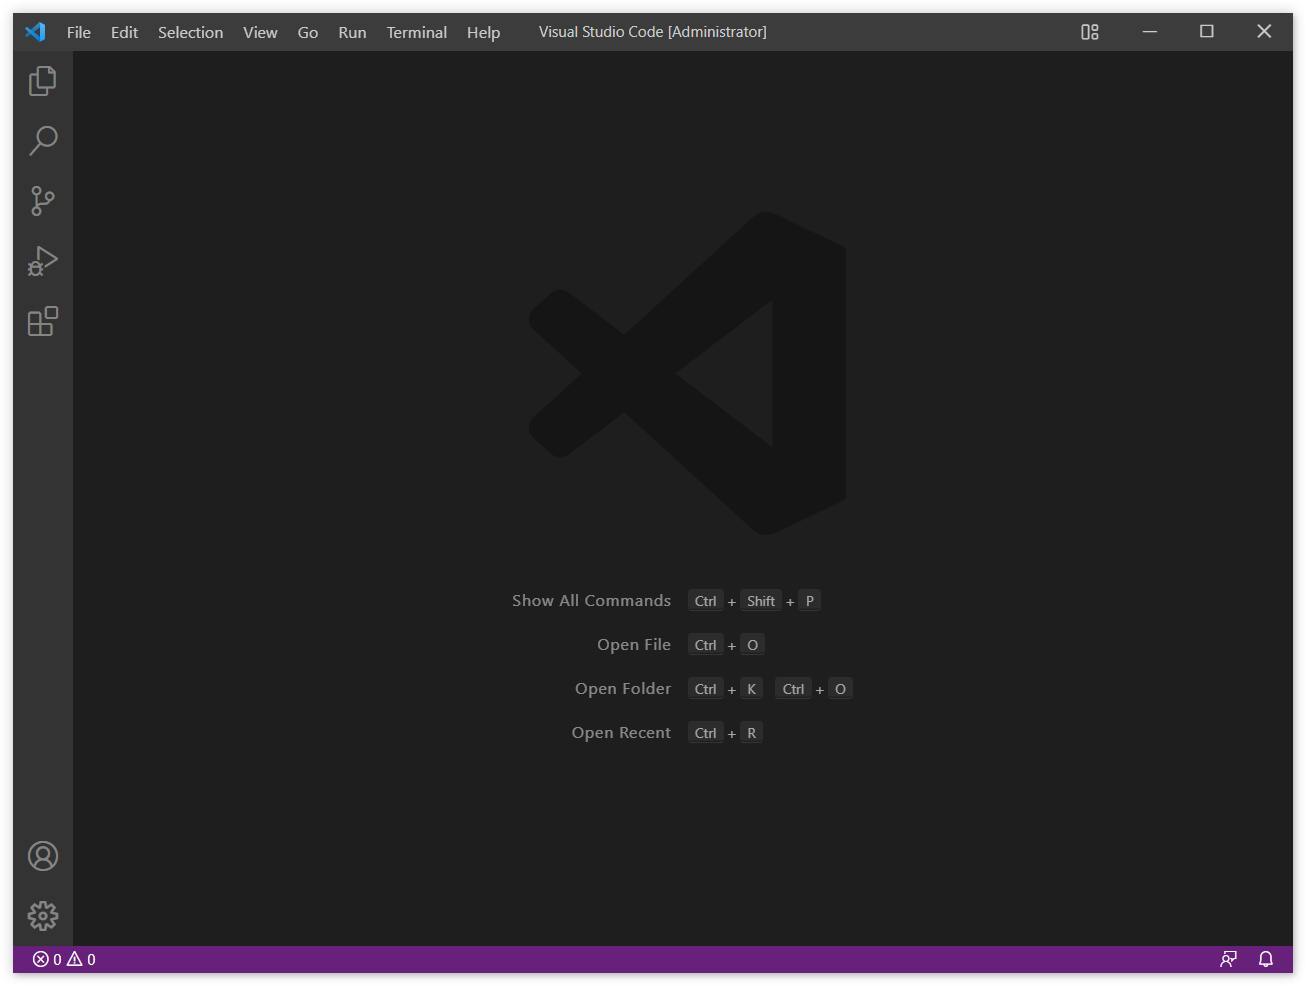 File Edit Selection View Go Run Terminal Help Visual Studio Code [Administrator]
Show All Commands Ctrl + Shift + P
Open File Ctrl + O
Open Folder Ctrl + K Ctrl + O
Open Recent Ctrl + R
0 0